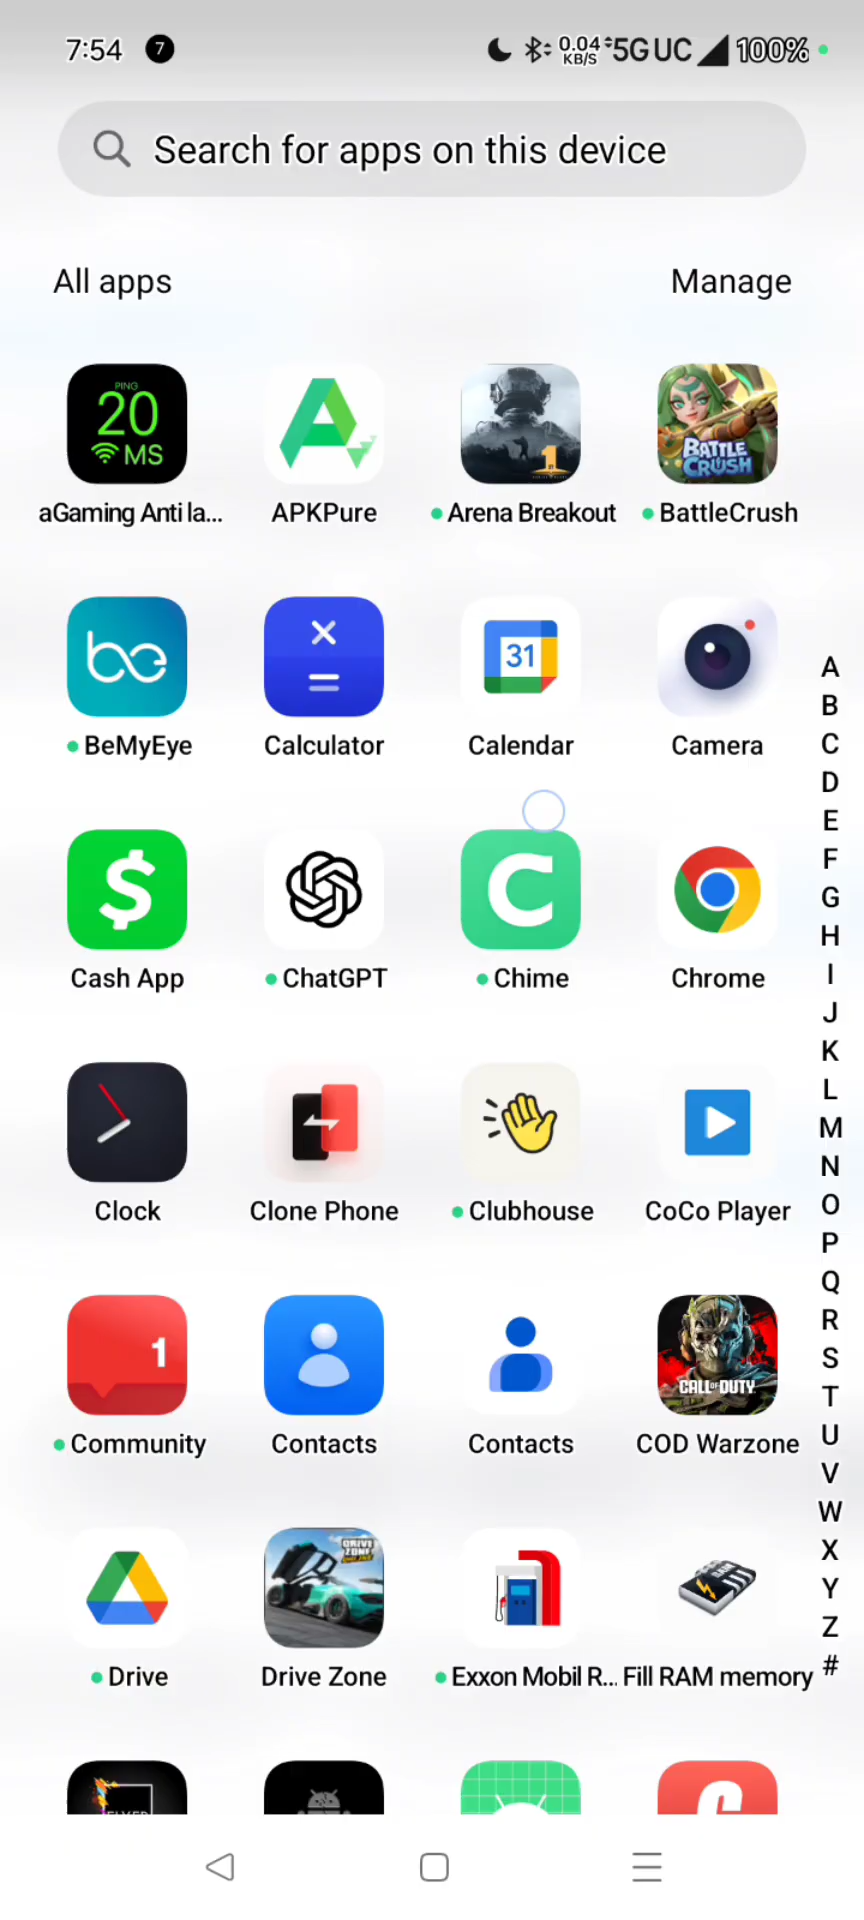 7:54 7 0.04 KB/S 5G UC 100%
Search for apps on this device
All apps Manage
PING
20
MS
1
BATTLE
CRUSH
aGaming Anti la... APKPure Arena Breakout BattleCrush
be 31
BeMyEye Calculator Calendar Camera
$ C
Cash App ChatGPT Chime Chrome
Clock Clone Phone Clubhouse CoCo Player
1 CALL OF DUTY
Community Contacts Contacts COD Warzone
DRIVE
ZONE
Drive Drive Zone Exxon Mobil R... Fill RAM memory
A
B
C
D
E
F
G
H
I
J
K
L
M
N
O
P
Q
R
S
T
U
V
W
X
Y
Z
#